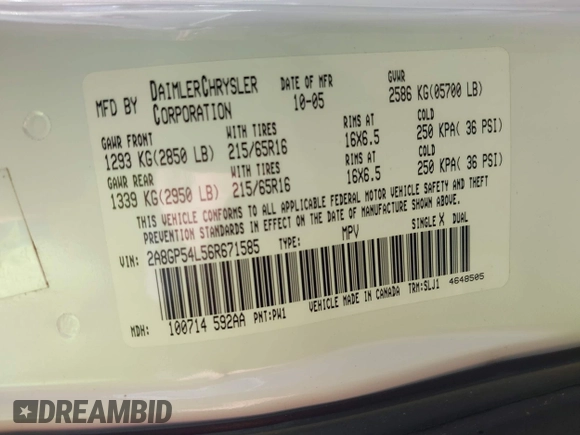 MFD BY DAIMLERCHRYSLER CORPORATION DATE OF MFR 10-05 GVWR 2586 KG(05700 LB)
GAWR FRONT WITH TIRES RIMS AT COLD
1293 KG(2850 LB) 215/65R16 16X6.5 250 KPA( 36 PSI)
GAWR REAR WITH TIRES RIMS AT COLD
1339 KG(2950 LB) 215/65R16 16X6.5 250 KPA( 36 PSI)
THIS VEHICLE CONFORMS TO ALL APPLICABLE FEDERAL MOTOR VEHICLE SAFETY AND THEFT
PREVENTION STANDARDS IN EFFECT ON THE DATE OF MANUFACTURE SHOWN ABOVE.
VIN: 2A8GP54L56R671585 TYPE: MPV SINGLE X DUAL
MDH: 100714 592AA PNT:PW1 VEHICLE MADE IN CANADA TRM:SLJ1 4648505
DREAMBID